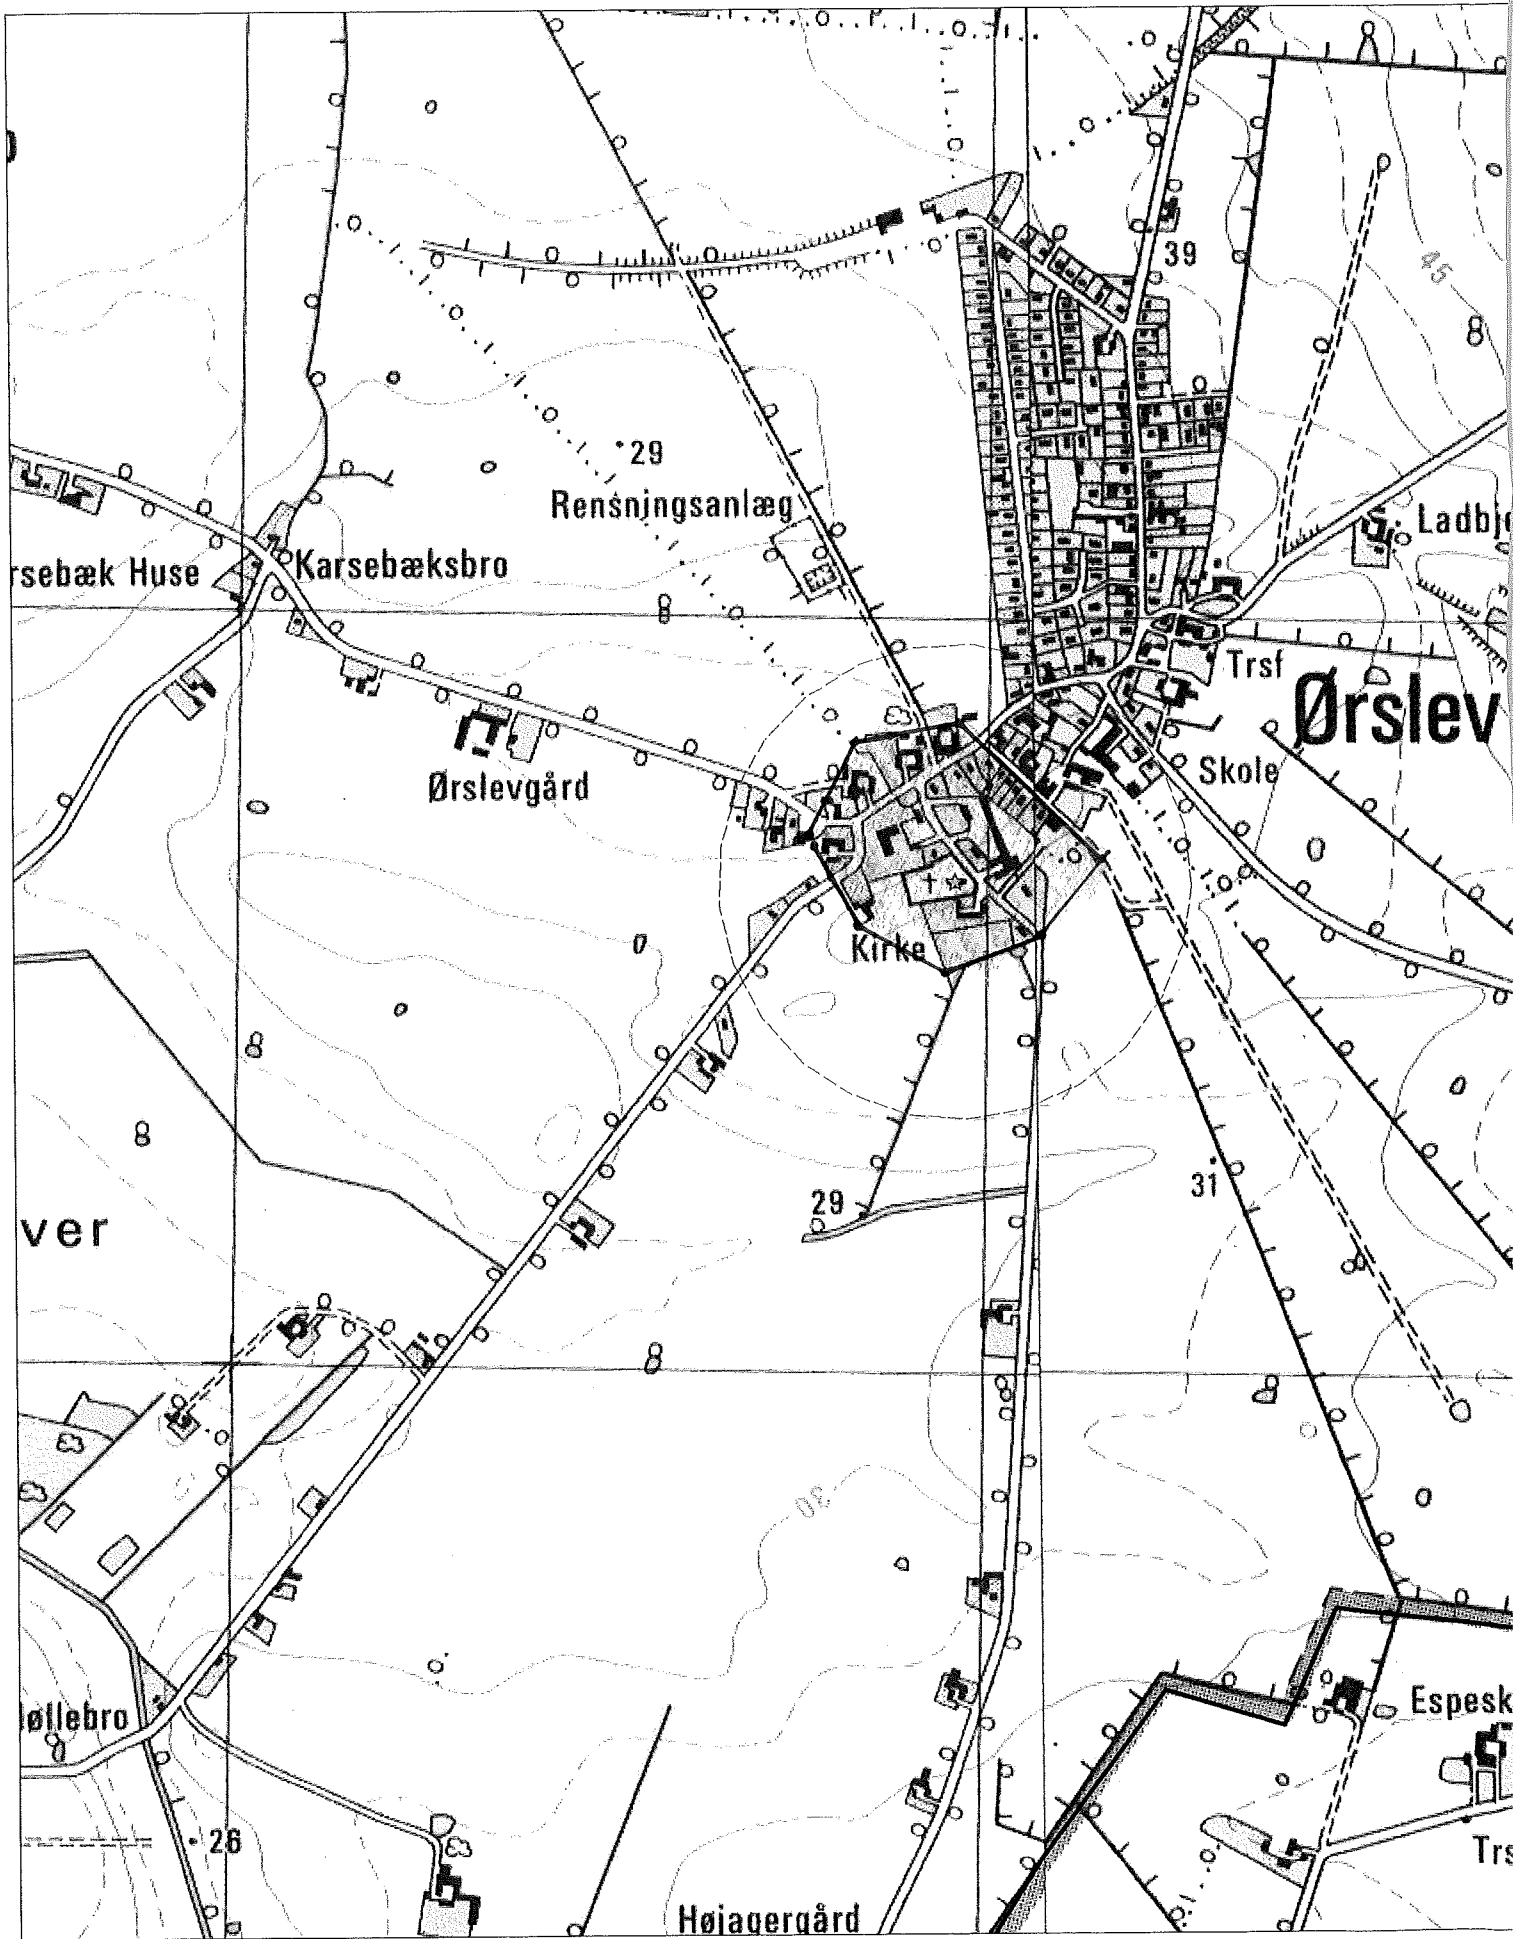 39
45
29
Rensningsanlæg
Ladbj
rsebæk Huse
Karsebæksbro
Trsf
Ørslev
Skole
Ørslevgård
Kirke
31
29
ver
30
øllebro
Espesk
26
Trs
Højagergård